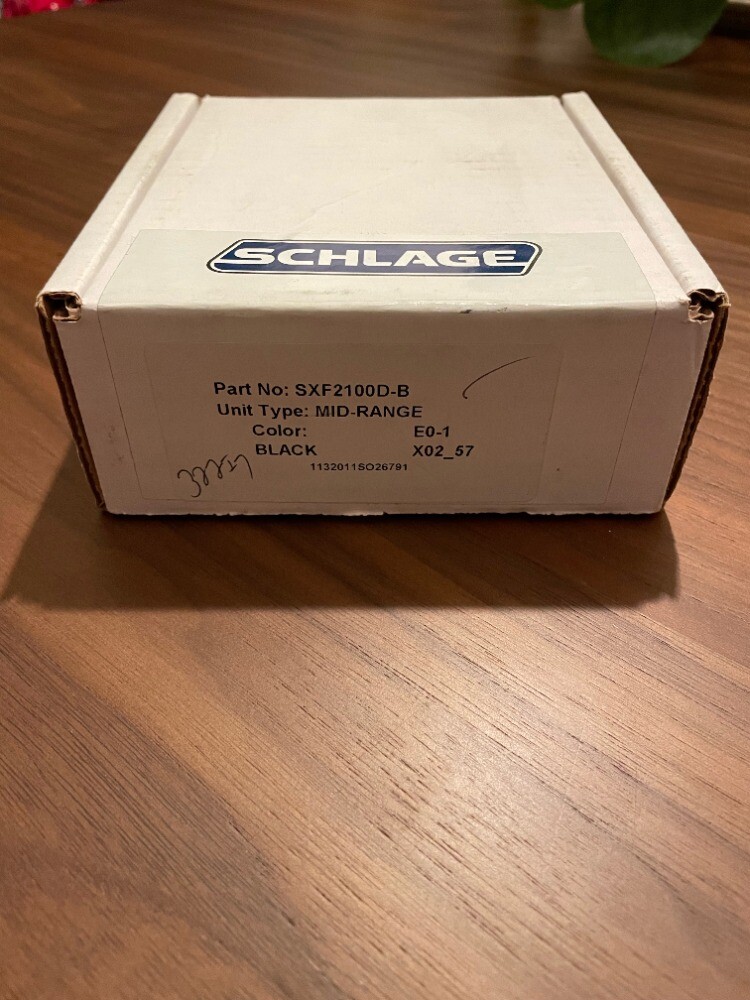 SCHLAGE
Part No: SXF2100D-B
Unit Type: MID-RANGE
Color: E0-1
BLACK X02_57
1132011SO26791